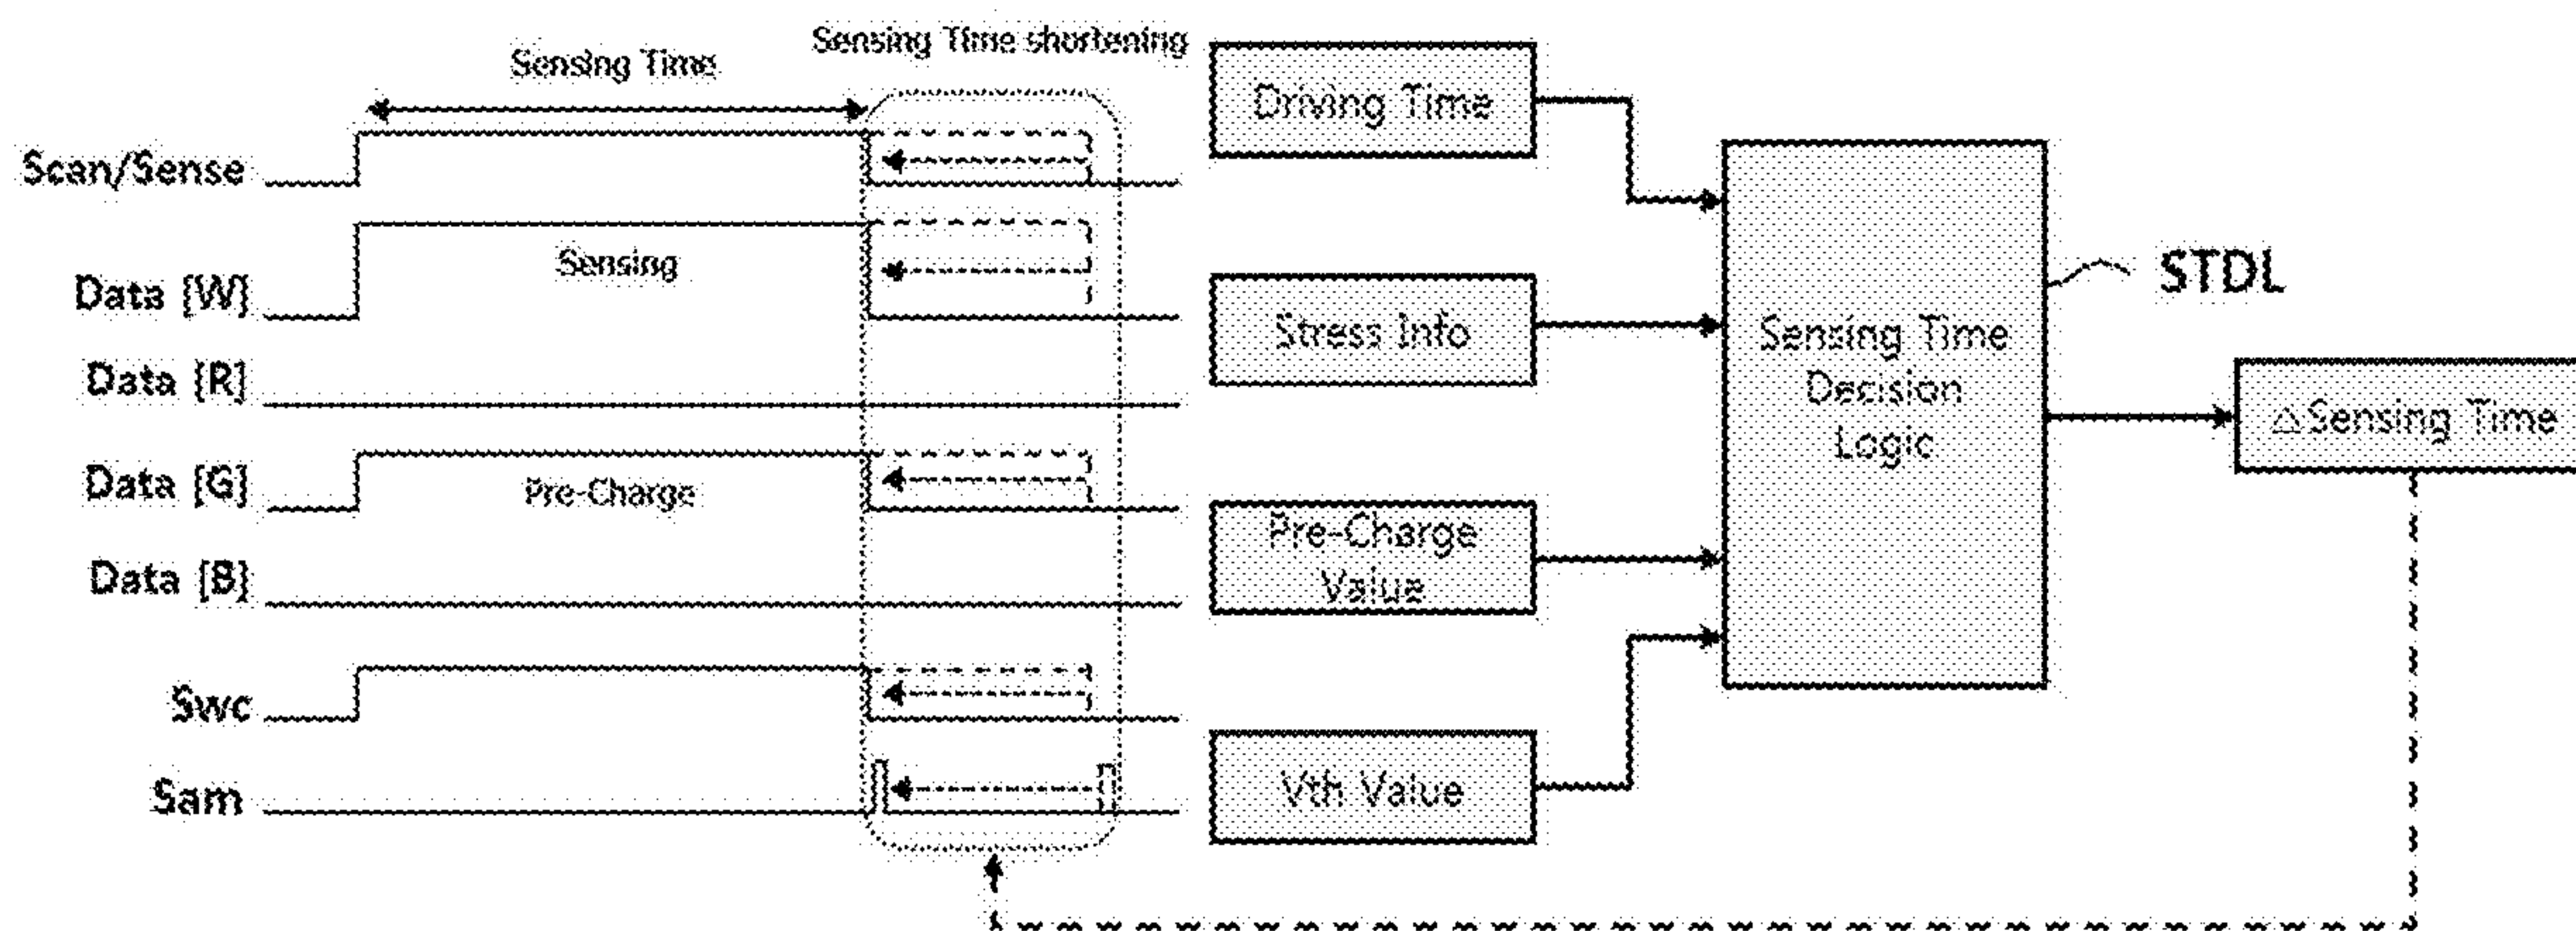 Sensing Time
Sensing Time shortening
Scan/Sense
Data [W]
Sensing
Data [R]
Data [G]
Pre-Charge
Data [B]
Swc
Sam
Driving Time
Stress Info
Pre-Charge
Value
Vth Value
Sensing Time
Decision
Logic
STDL
△Sensing Time